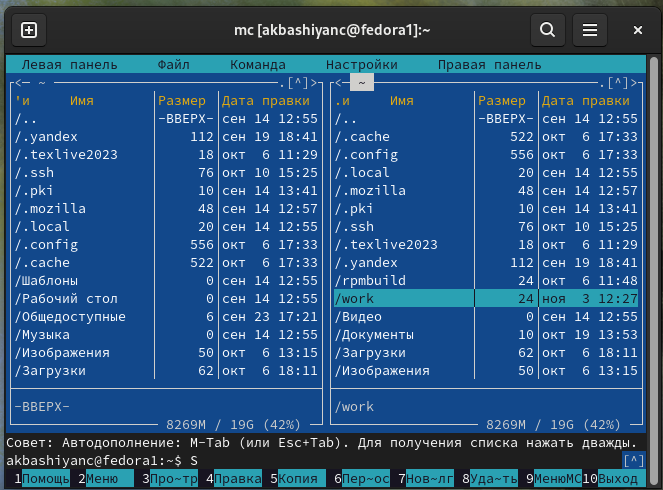 mc [akbashiyanc@fedora1]:~
Левая панель Файл Команда Настройки Правая панель
<— ~ .[^]> <— ~ .[^]>
'и Имя Размер Дата правки .и Имя Размер Дата правки
/.. -ВВЕРХ- сен 14 12:55 /.. -ВВЕРХ- сен 14 12:55
/.yandex 112 сен 19 18:41 /.cache 522 окт 6 17:33
/.texlive2023 18 окт 6 11:29 /.config 556 окт 6 17:33
/.ssh 76 окт 10 15:25 /.local 20 сен 14 12:55
/.pki 10 сен 14 13:41 /.mozilla 48 сен 14 12:57
/.mozilla 48 сен 14 12:57 /.pki 10 сен 14 13:41
/.local 20 сен 14 12:55 /.ssh 76 окт 10 15:25
/.config 556 окт 6 17:33 /.texlive2023 18 окт 6 11:29
/.cache 522 окт 6 17:33 /.yandex 112 сен 19 18:41
/Шаблоны 0 сен 14 12:55 /rpmbuild 24 окт 6 11:48
/Рабочий стол 0 сен 14 12:55 /work 24 ноя 3 12:27
/Общедоступные 6 сен 23 17:21 /Видео 0 сен 14 12:55
/Музыка 0 сен 14 12:55 /Документы 10 окт 19 13:53
/Изображения 50 окт 6 13:15 /Загрузки 62 окт 6 18:11
/Загрузки 62 окт 6 18:11 /Изображения 50 окт 6 13:15
-ВВЕРХ- /work
8269M / 19G (42%) 8269M / 19G (42%)
Совет: Автодополнение: M-Tab (или Esc+Tab). Для получения списка нажать дважды.
akbashiyanc@fedora1:~$ S [^]
1Помощь 2Меню 3Про~тр 4Правка 5Копия 6Пер~ос 7Нов~лг 8Уда~ть 9МенюMC 10Выход